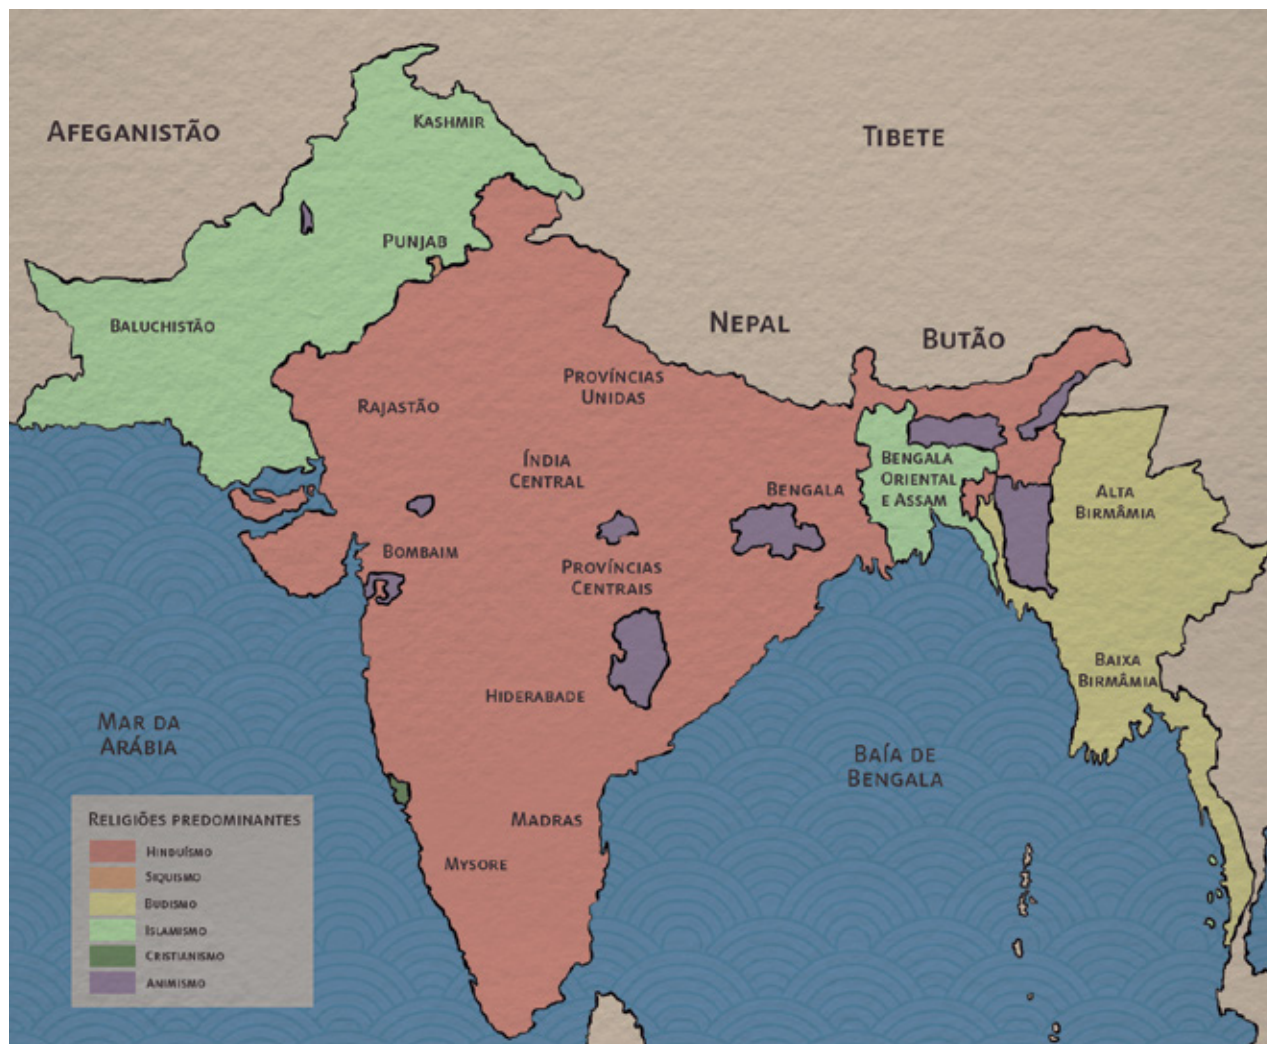 Afeganistão
Kashmir
Tibete
Punjab
Baluchistão
Nepal
Butão
Províncias
Unidas
Rajastão
Índia
Central
Bengala
Bengala
Oriental
e Assam
Alta
Birmâmia
Bombaim
Províncias
Centrais
Baixa
Birmâmia
Hiderabade
Mar da
Arábia
Baía de
Bengala
Madras
Mysore
Religiões predominantes
Hinduísmo
Siquismo
Budismo
Islamismo
Cristianismo
Animismo